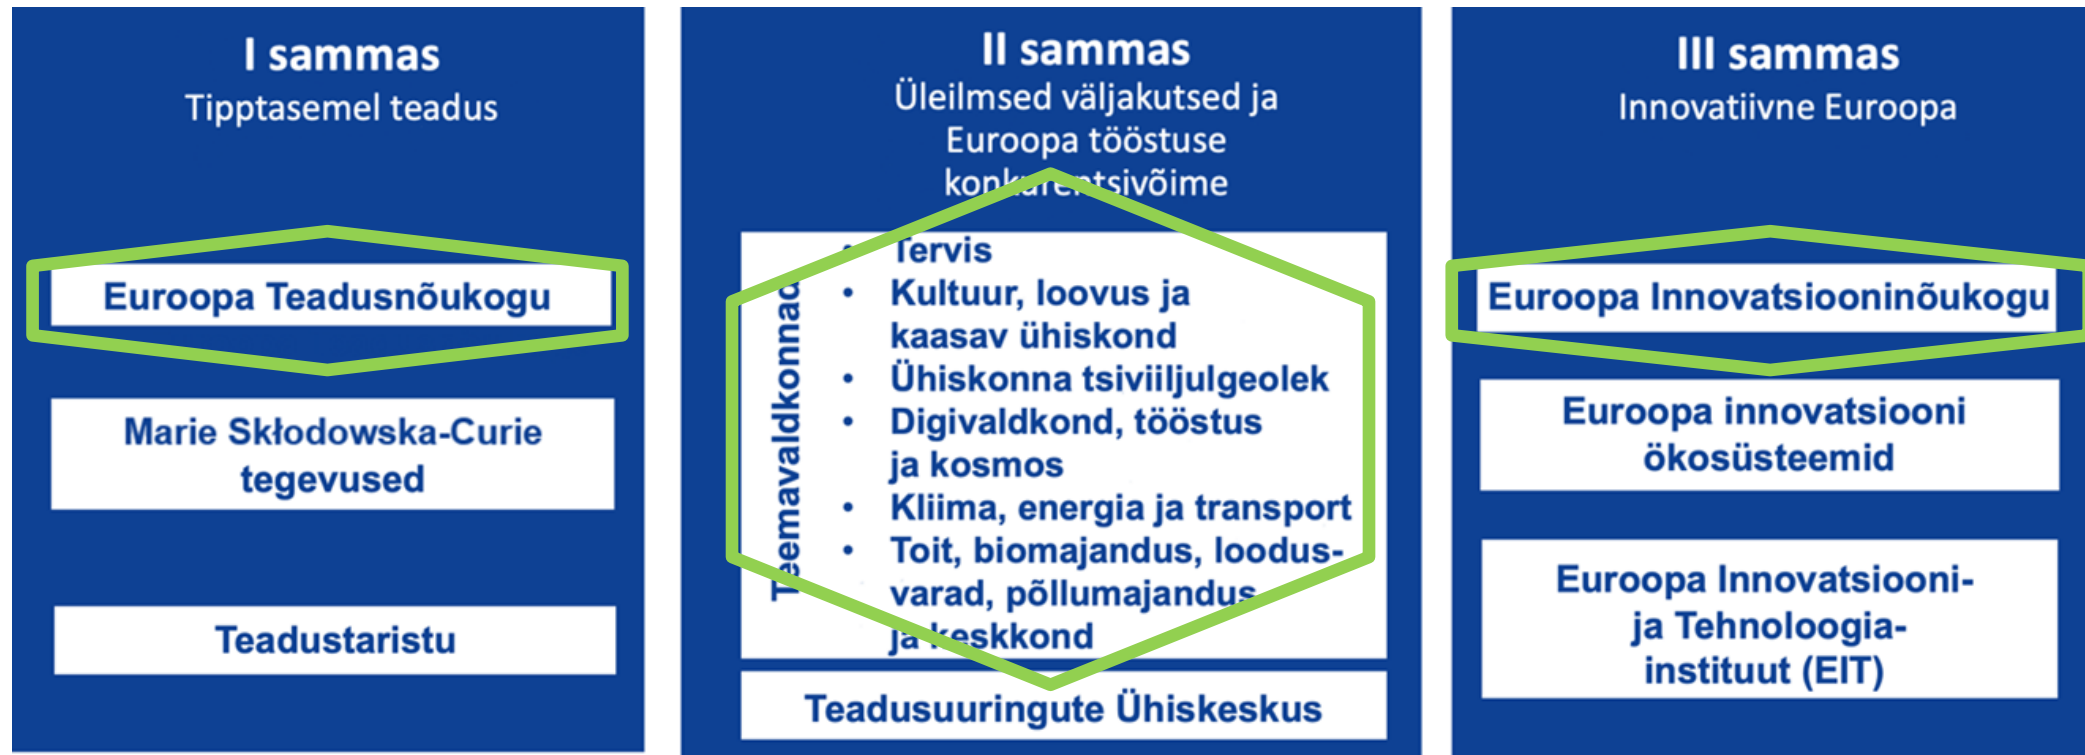 I sammas
Tipptasemel teadus
Euroopa Teadusnõukogu
Marie Skłodowska-Curie
tegevused
Teadustaristu
II sammas
Üleilmsed väljakutsed ja
Euroopa tööstuse
konkurentsivõime
Teemavaldkonnad
• Tervis
• Kultuur, loovus ja
kaasav ühiskond
• Ühiskonna tsiviiljulgeolek
• Digivaldkond, tööstus
ja kosmos
• Kliima, energia ja transport
• Toit, biomajandus, loodus-
varad, põllumajandus
ja keskkond
Teadusuuringute Ühiskeskus
III sammas
Innovatiivne Euroopa
Euroopa Innovatsiooninõukogu
Euroopa innovatsiooni
ökosüsteemid
Euroopa Innovatsiooni-
ja Tehnoloogia-
instituut (EIT)